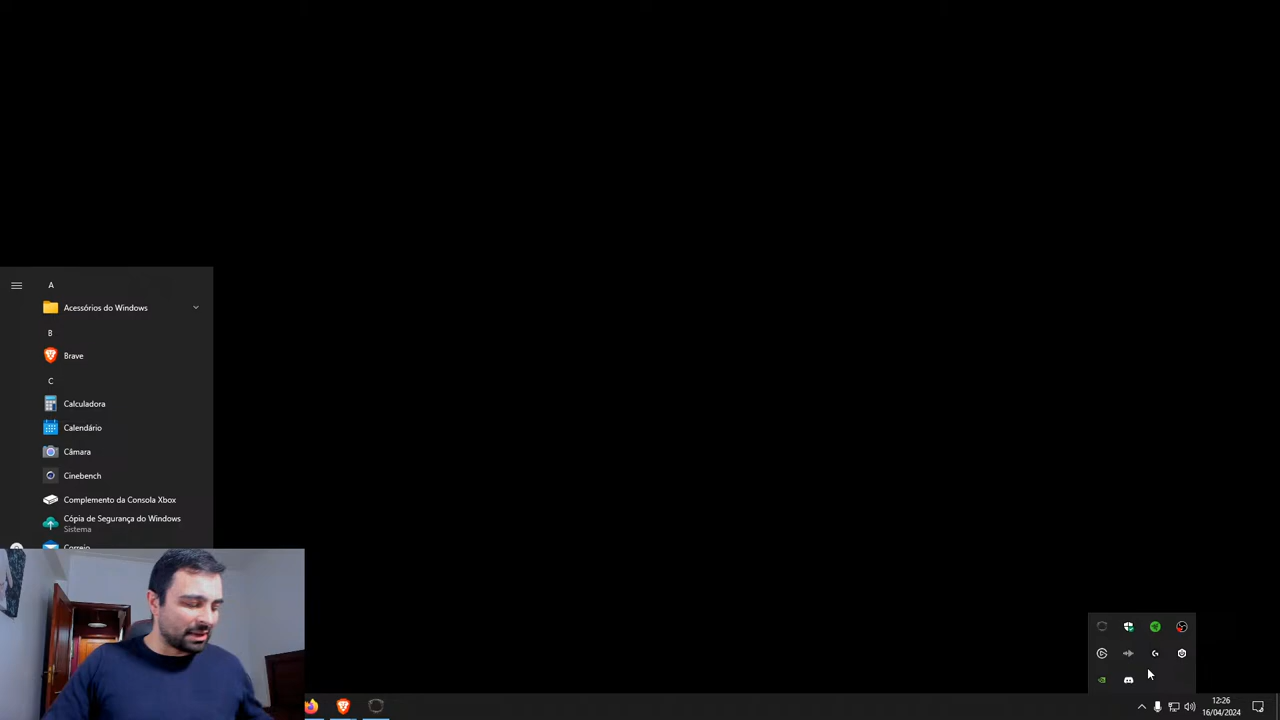 A
Acessórios do Windows
B
Brave
C
Calculadora
Calendário
Câmara
Cinebench
Complemento da Consola Xbox
Cópia de Segurança do Windows
Sistema
Correio
12:26
16/04/2024